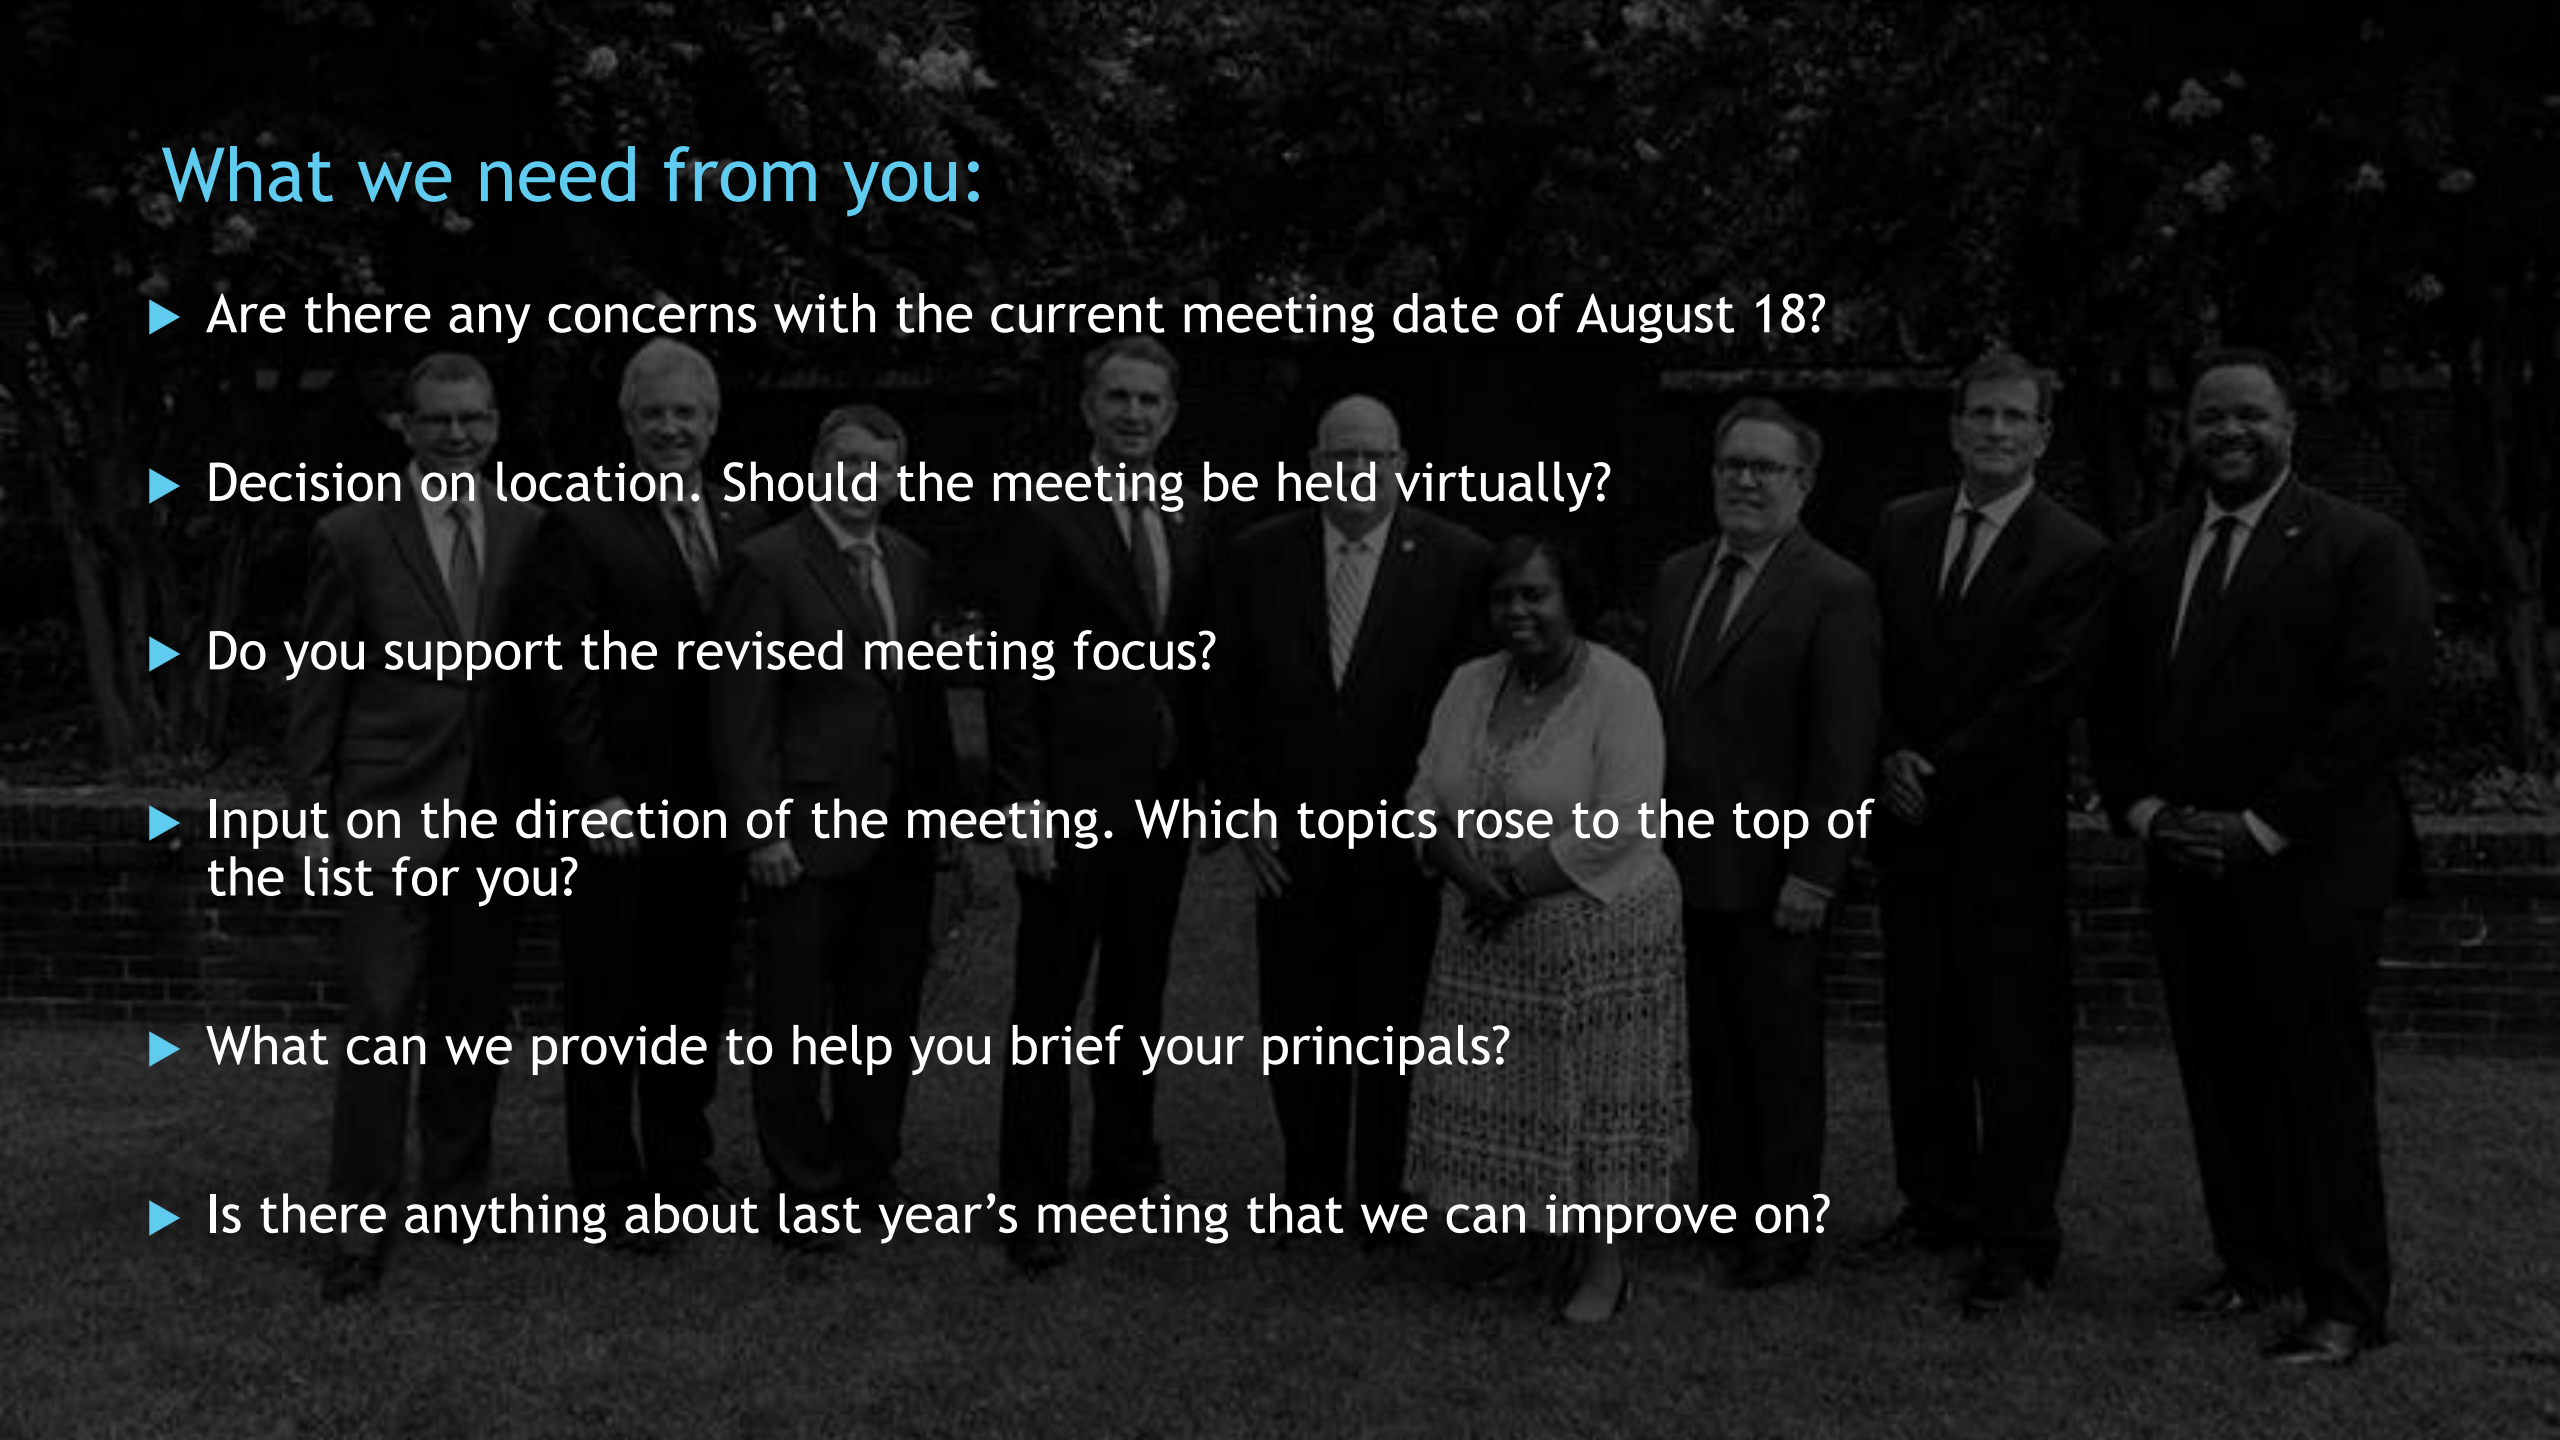 What we need from you:
Are there any concerns with the current meeting date of August 18?
Decision on location. Should the meeting be held virtually?
Do you support the revised meeting focus?
Input on the direction of the meeting. Which topics rose to the top of
the list for you?
What can we provide to help you brief your principals?
Is there anything about last year’s meeting that we can improve on?